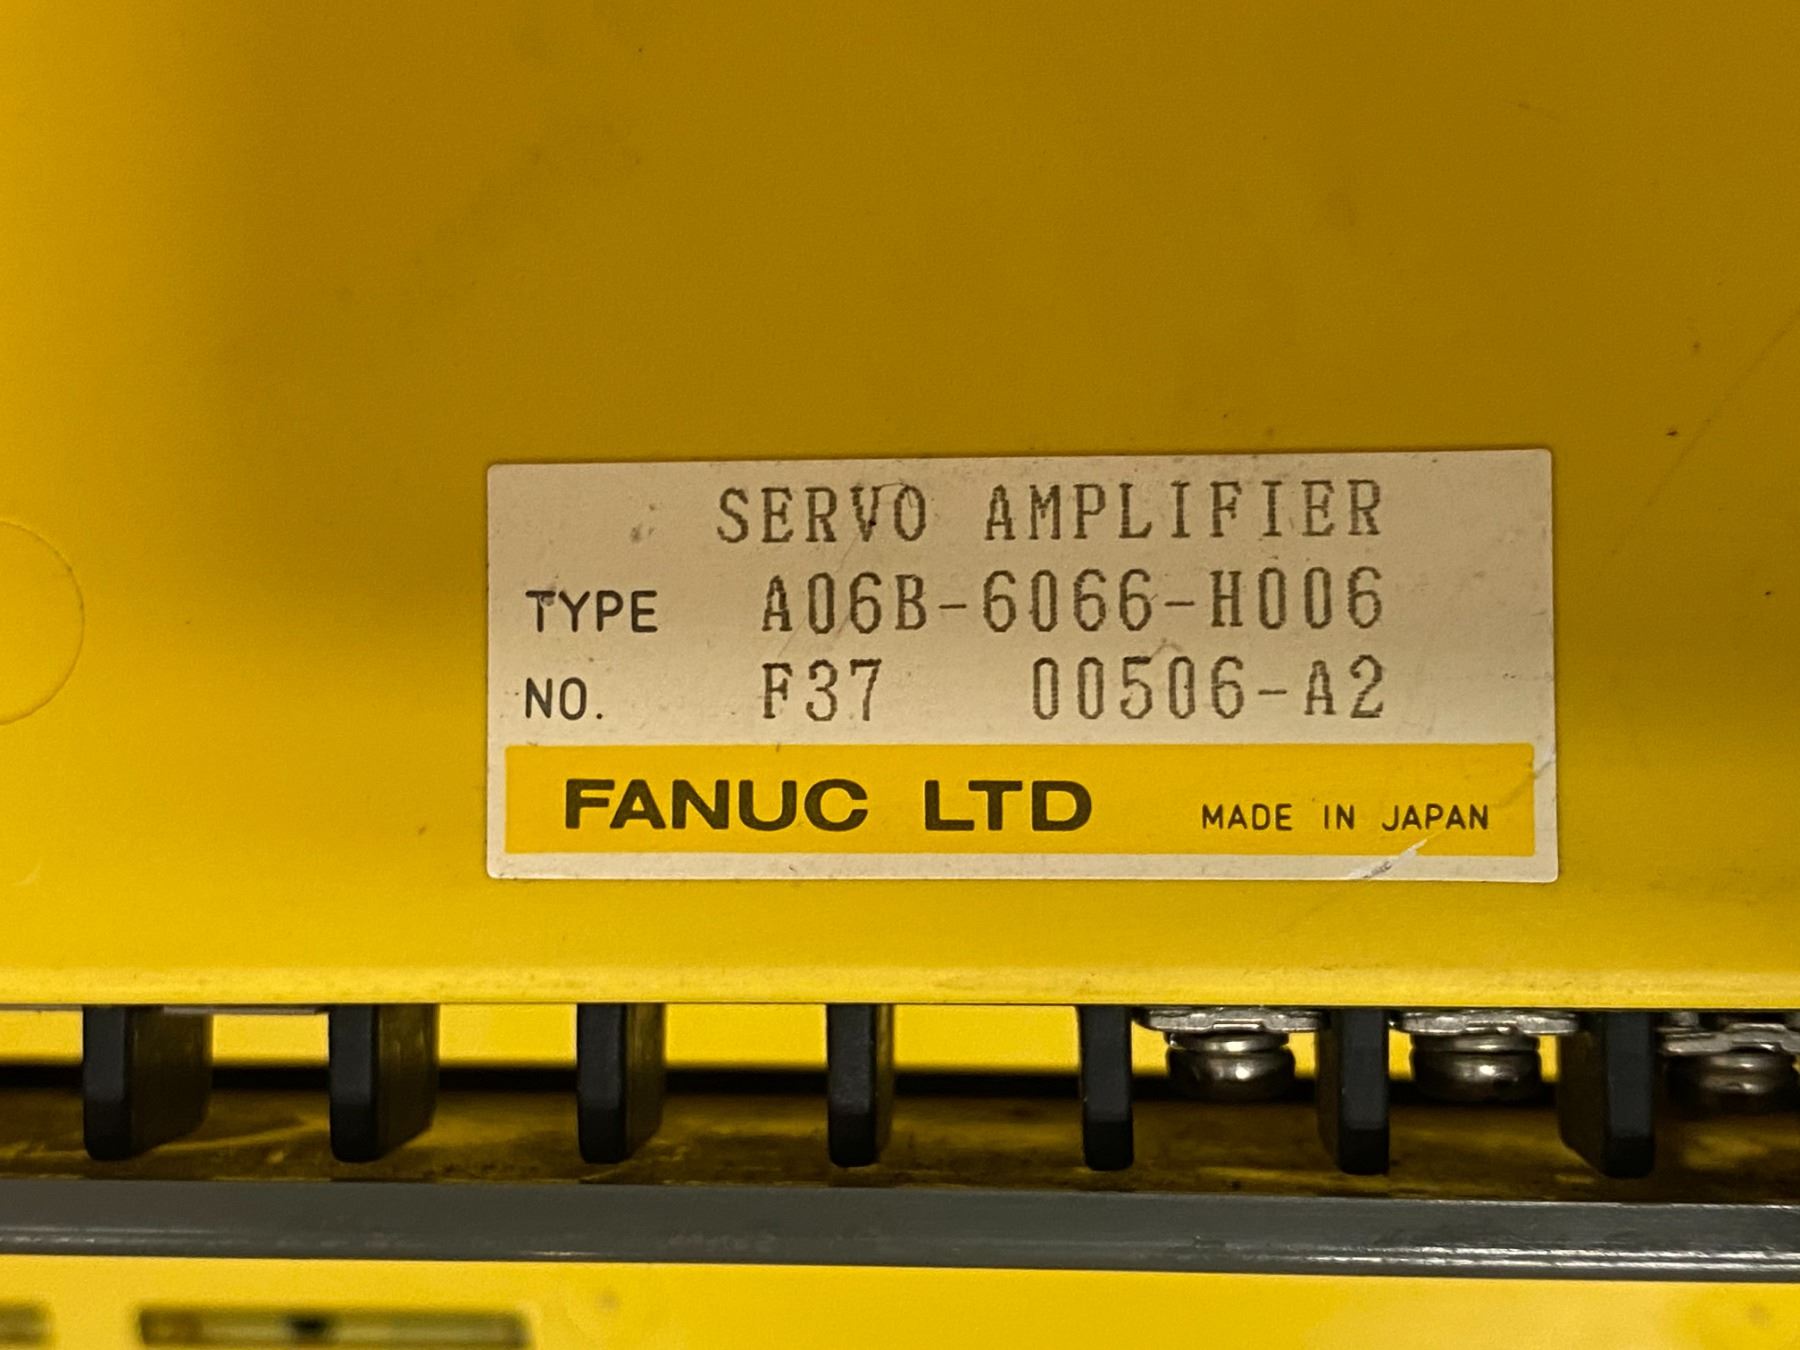 SERVO AMPLIFIER
TYPE A06B-6066-H006
NO. F37 00506-A2
FANUC LTD MADE IN JAPAN